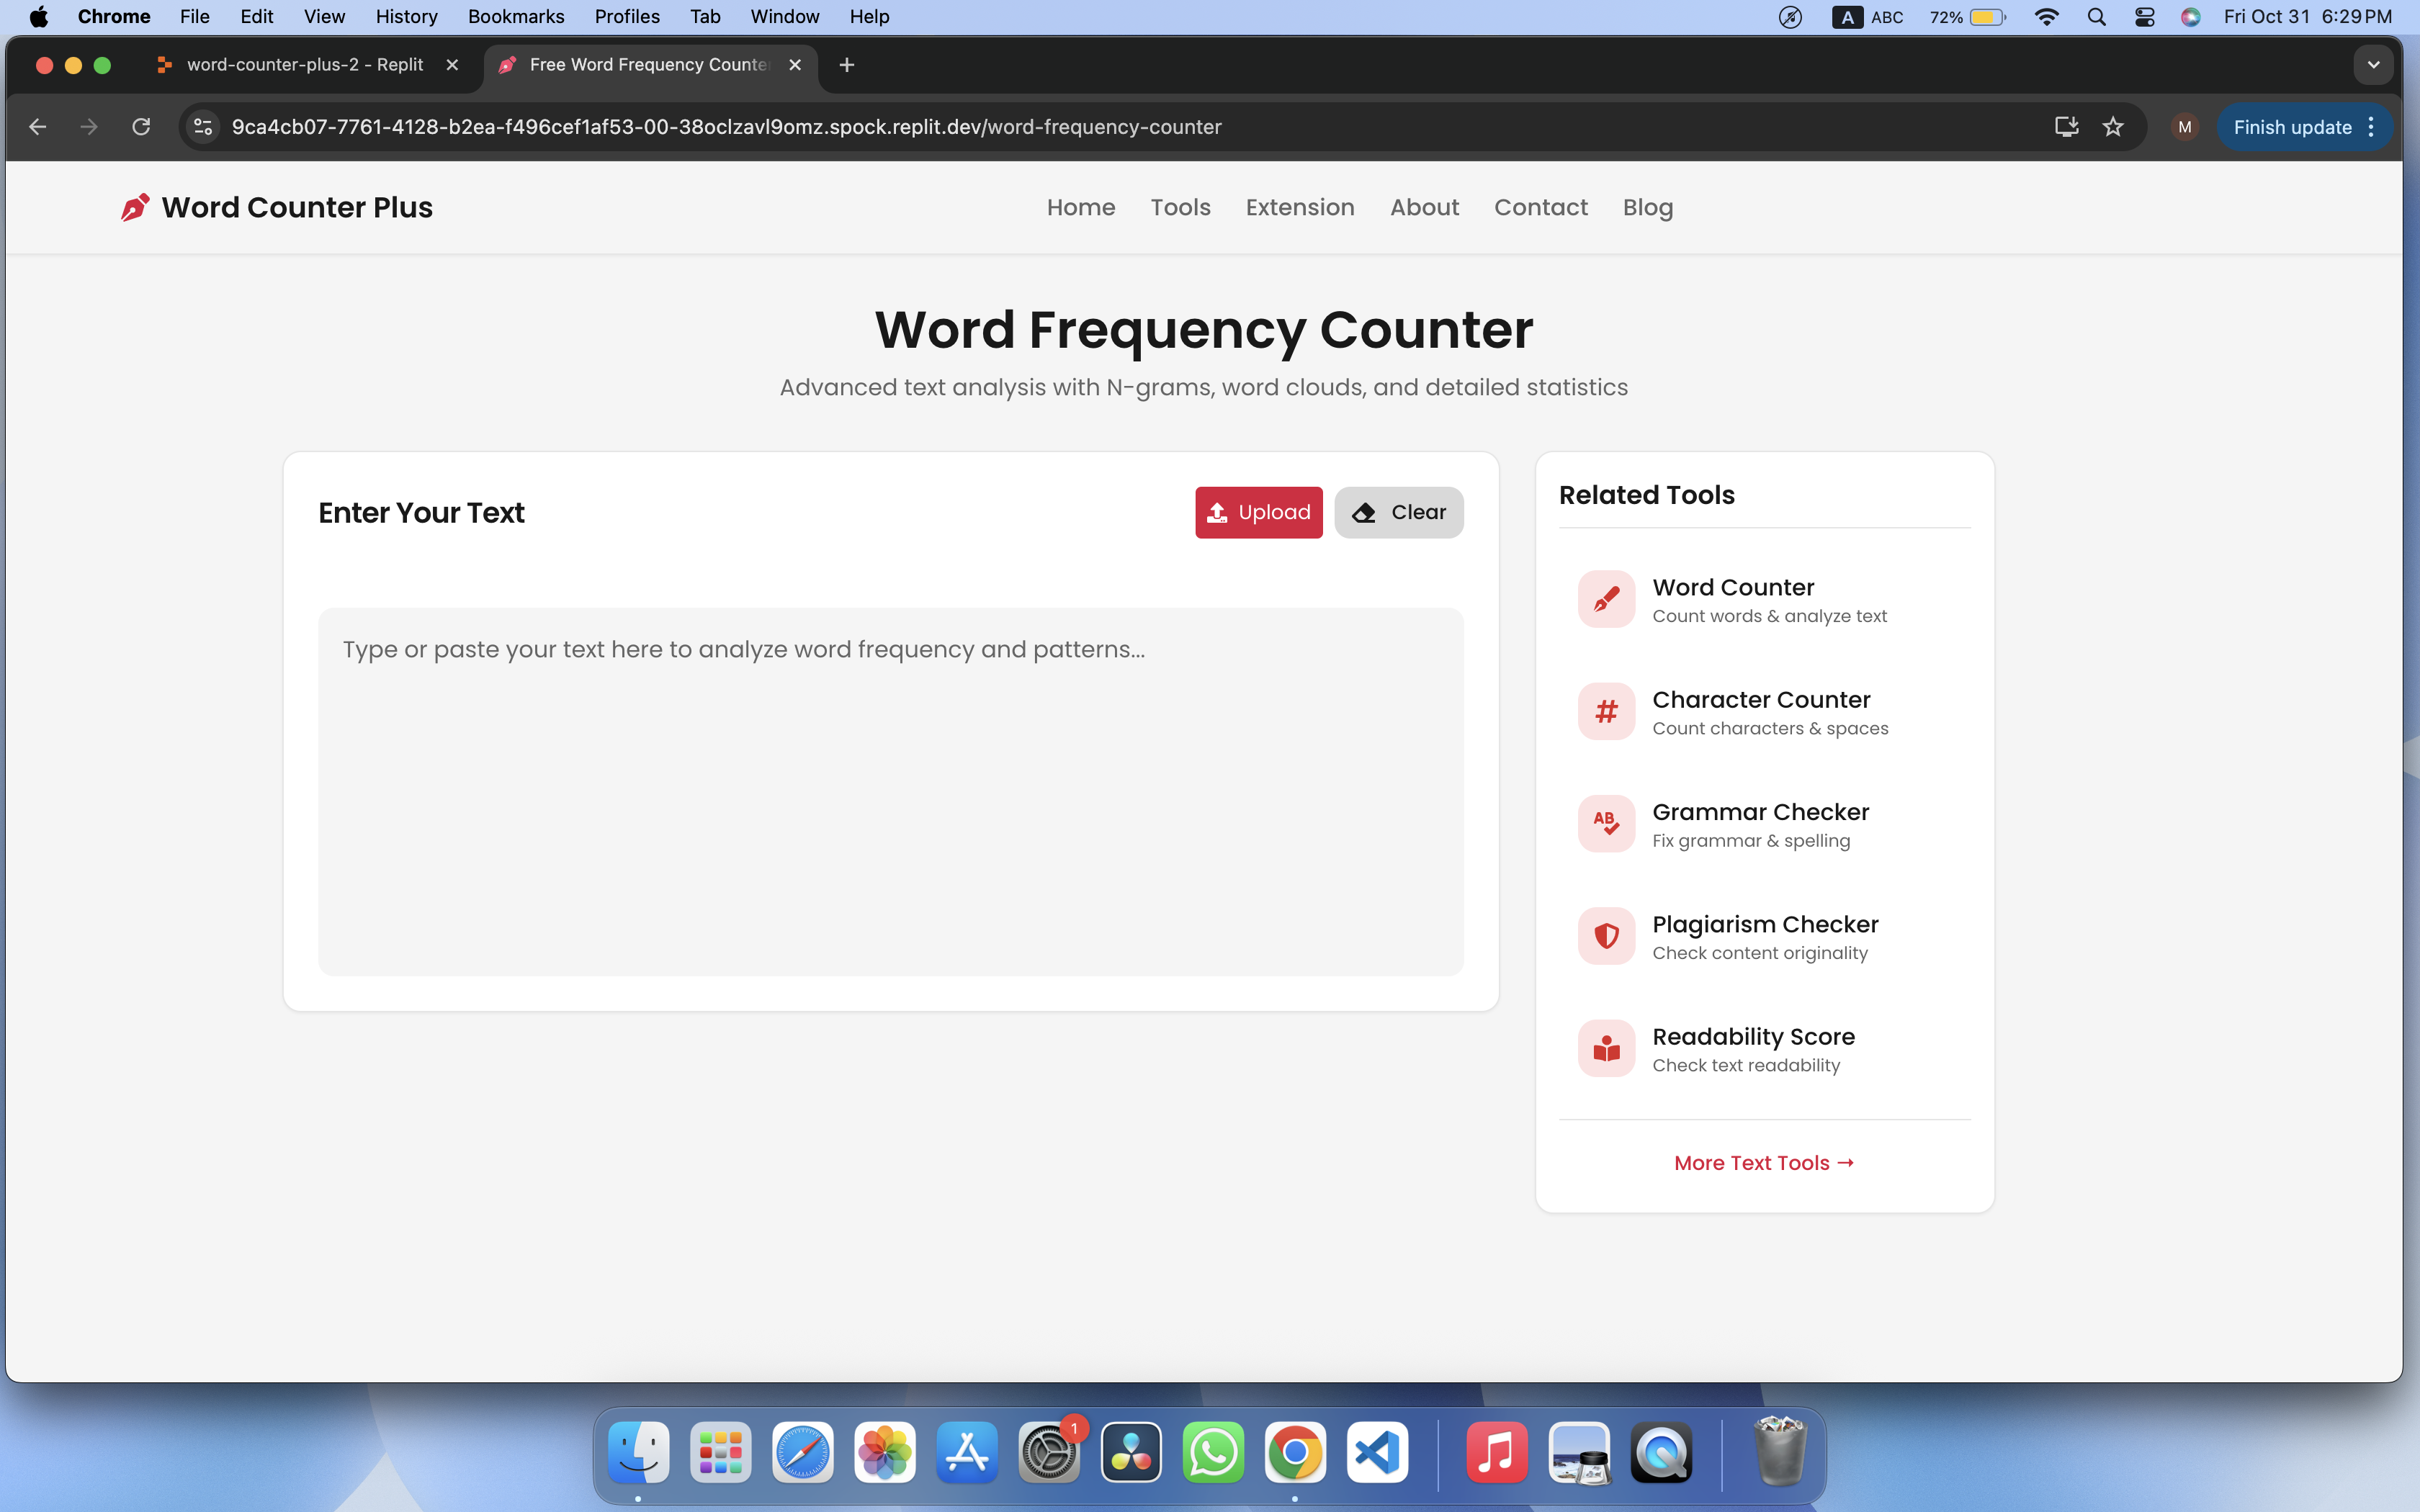 Chrome File Edit View History Bookmarks Profiles Tab Window Help A ABC 72% Fri Oct 31 6:29 PM
word-counter-plus-2 - Replit Free Word Frequency Counte
9ca4cb07-7761-4128-b2ea-f496cef1af53-00-38oclzavl9omz.spock.replit.dev/word-frequency-counter M Finish update
Word Counter Plus Home Tools Extension About Contact Blog
Word Frequency Counter
Advanced text analysis with N-grams, word clouds, and detailed statistics
Enter Your Text Upload Clear
Type or paste your text here to analyze word frequency and patterns...
Related Tools
Word Counter
Count words & analyze text
#
Character Counter
Count characters & spaces
AB
Grammar Checker
Fix grammar & spelling
Plagiarism Checker
Check content originality
Readability Score
Check text readability
More Text Tools →
1